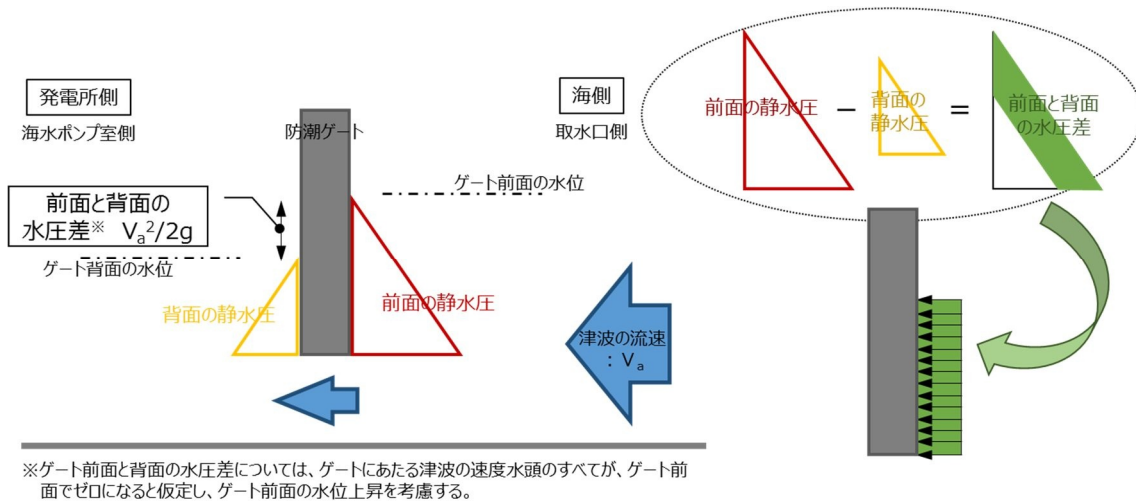 発電所側
海水ポンプ室側
防潮ゲート
海側
取水口側
前面の静水圧
−
背面の
静水圧
=
前面と背面
の水圧差
ゲート前面の水位
前面と背面の
水圧差※ Va²/2g
ゲート背面の水位
背面の静水圧
前面の静水圧
津波の流速
：Va
※ゲート前面と背面の水圧差については、ゲートにあたる津波の速度水頭のすべてが、ゲート前
面でゼロになると仮定し、ゲート前面の水位上昇を考慮する。